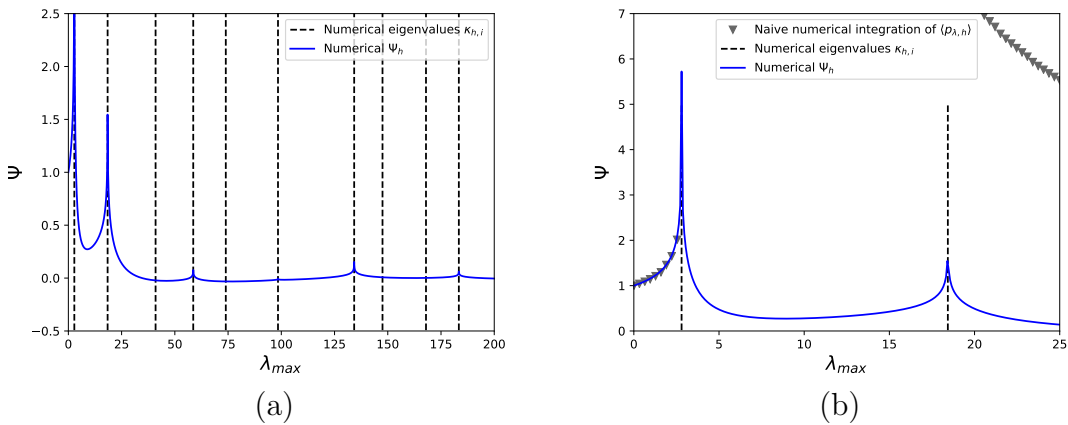 2.5
2.0
1.5
1.0
0.5
0.0
−0.5
Ψ
0 25 50 75 100 125 150 175 200
λmax
Numerical eigenvalues κh,i
Numerical Ψh
(a)
7
6
5
4
3
2
1
0
Ψ
0 5 10 15 20 25
λmax
Naive numerical integration of ⟨pλ,h⟩
Numerical eigenvalues κh,i
Numerical Ψh
(b)